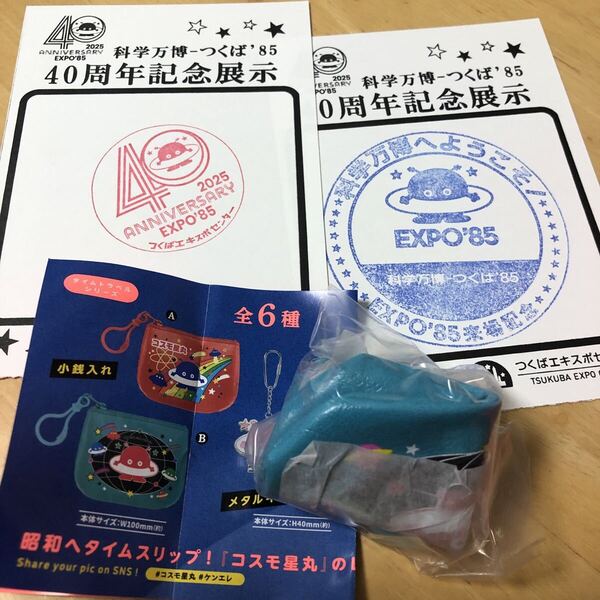 40
2025
ANNIVERSARY
EXPO'85
科学万博-つくば'85
40周年記念展示
40
2025
ANNIVERSARY
EXPO'85
つくばエキスポセンター
2025
ANNIVERSARY
EXPO'85
科学万博-つくば'85
0周年記念展示
科学万博へようこそ!
EXPO'85
科学万博-つくば'85
EXPO'85来場記念
つくばエキスポセ
TSUKUBA EXPO
タイムトラベル
シリーズ
全6種
A
コスモ星丸
小銭入れ
B
メタル
本体サイズ:W100mm(約)
本体サイズ:H40mm(約)
昭和へタイムスリップ!『コスモ星丸』の
Share your pic on SNS!
#コスモ星丸 #ケンエレ